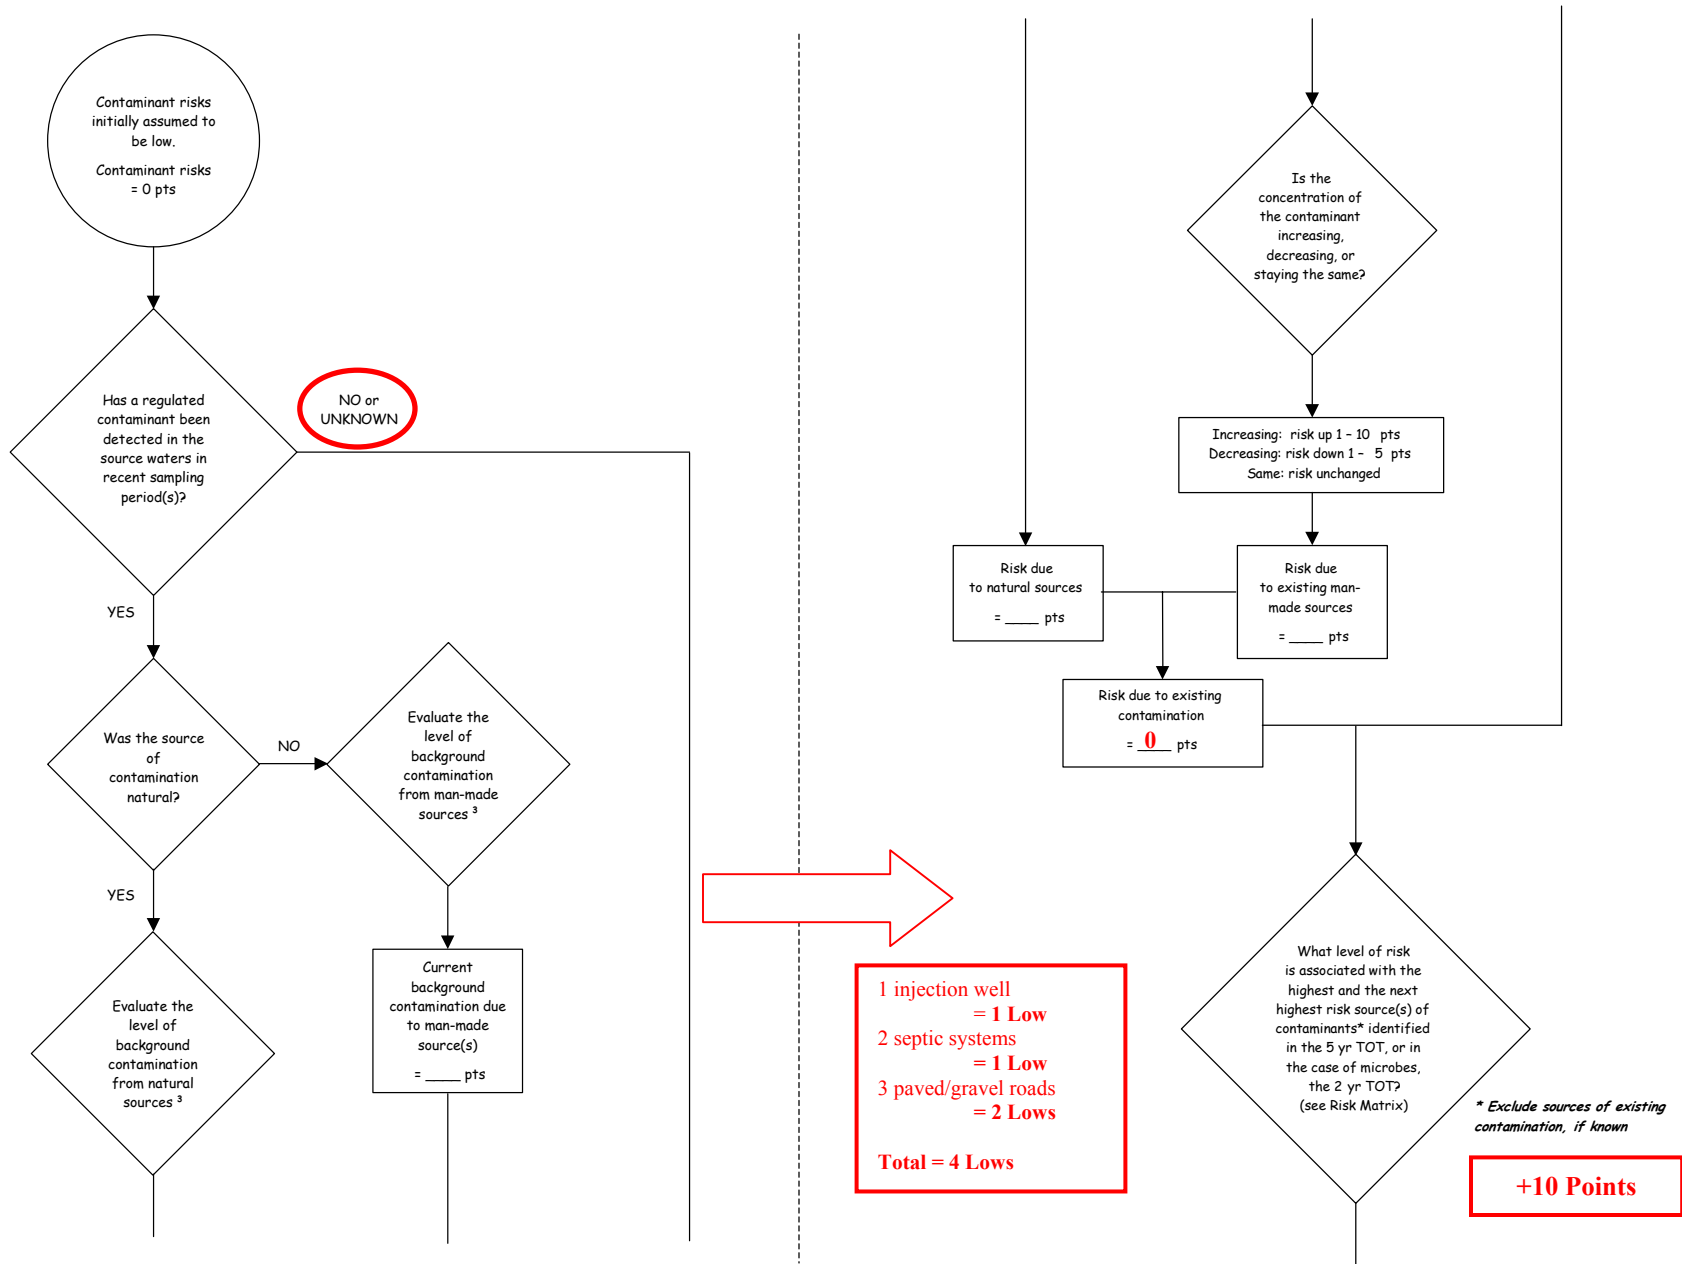 Contaminant risks
initially assumed to
be low.
Contaminant risks
= 0 pts
Has a regulated
contaminant been
detected in the
source waters in
recent sampling
period(s)?
NO or
UNKNOWN
YES
Was the source
of
contamination
natural?
NO
Evaluate the
level of
background
contamination
from man-made
sources ³
YES
Evaluate the
level of
background
contamination
from natural
sources ³
Current
background
contamination due
to man-made
source(s)
= ____ pts
Is the
concentration of
the contaminant
increasing,
decreasing, or
staying the same?
Increasing: risk up 1 – 10 pts
Decreasing: risk down 1 – 5 pts
Same: risk unchanged
Risk due
to natural sources
= ____ pts
Risk due
to existing man-
made sources
= ____ pts
Risk due to existing
contamination
= 0 pts
1 injection well
= 1 Low
2 septic systems
= 1 Low
3 paved/gravel roads
= 2 Lows
Total = 4 Lows
What level of risk
is associated with the
highest and the next
highest risk source(s) of
contaminants* identified
in the 5 yr TOT, or in
the case of microbes,
the 2 yr TOT?
(see Risk Matrix)
* Exclude sources of existing
contamination, if known
+10 Points